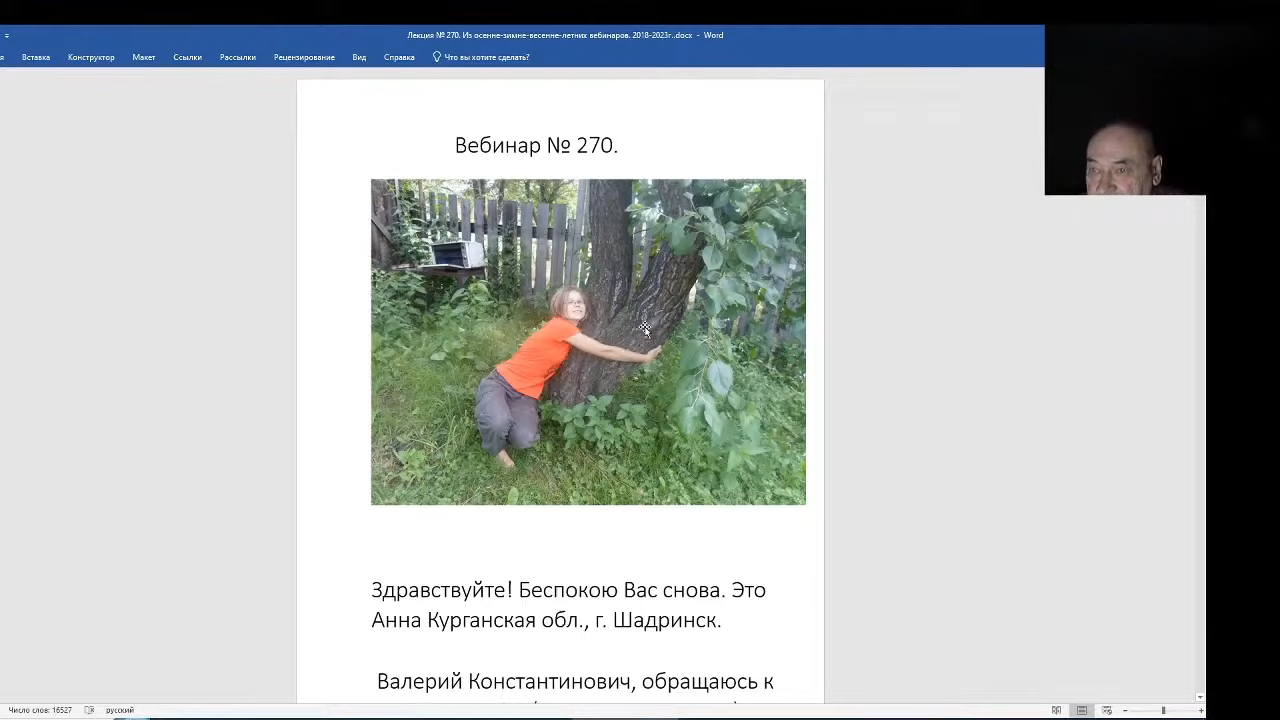 Лекция № 270. Из осенне-зимне-весенне-летних вебинаров. 2018-2023г..docx - Word
Вставка Конструктор Макет Ссылки Рассылки Рецензирование Вид Справка Что вы хотите сделать?
Вебинар № 270.
Здравствуйте! Беспокою Вас снова. Это
Анна Курганская обл., г. Шадринск.
Валерий Константинович, обращаюсь к
Число слов: 16527 русский